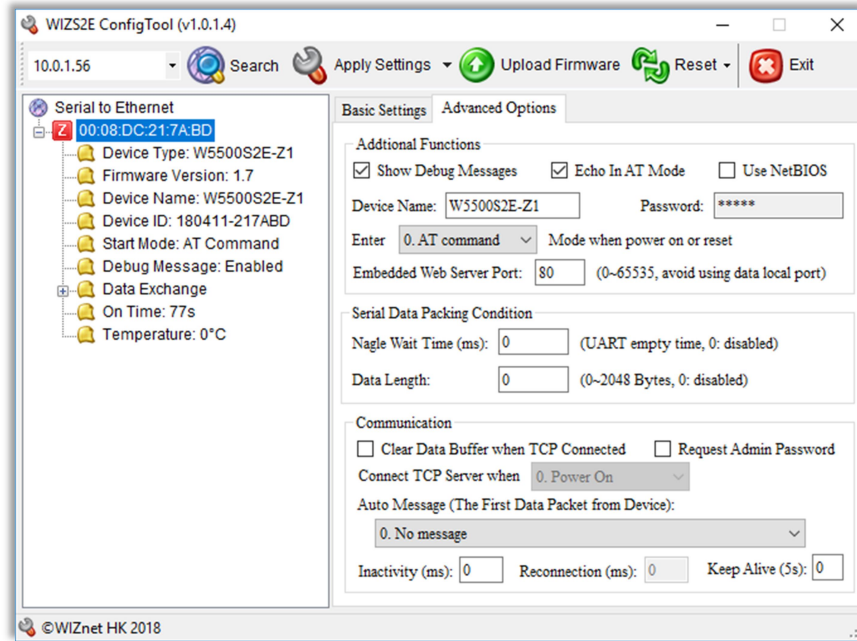 WIZS2E ConfigTool (v1.0.1.4)
10.0.1.56 Search Apply Settings Upload Firmware Reset Exit
Serial to Ethernet
Z 00:08:DC:21:7A:BD
Device Type: W5500S2E-Z1
Firmware Version: 1.7
Device Name: W5500S2E-Z1
Device ID: 180411-217ABD
Start Mode: AT Command
Debug Message: Enabled
Data Exchange
On Time: 77s
Temperature: 0°C
Basic Settings Advanced Options
Addtional Functions
Show Debug Messages Echo In AT Mode Use NetBIOS
Device Name: W5500S2E-Z1 Password: *****
Enter 0. AT command Mode when power on or reset
Embedded Web Server Port: 80 (0~65535, avoid using data local port)
Serial Data Packing Condition
Nagle Wait Time (ms): 0 (UART empty time, 0: disabled)
Data Length: 0 (0~2048 Bytes, 0: disabled)
Communication
Clear Data Buffer when TCP Connected Request Admin Password
Connect TCP Server when 0. Power On
Auto Message (The First Data Packet from Device):
0. No message
Inactivity (ms): 0 Reconnection (ms): 0 Keep Alive (5s): 0
©WIZnet HK 2018